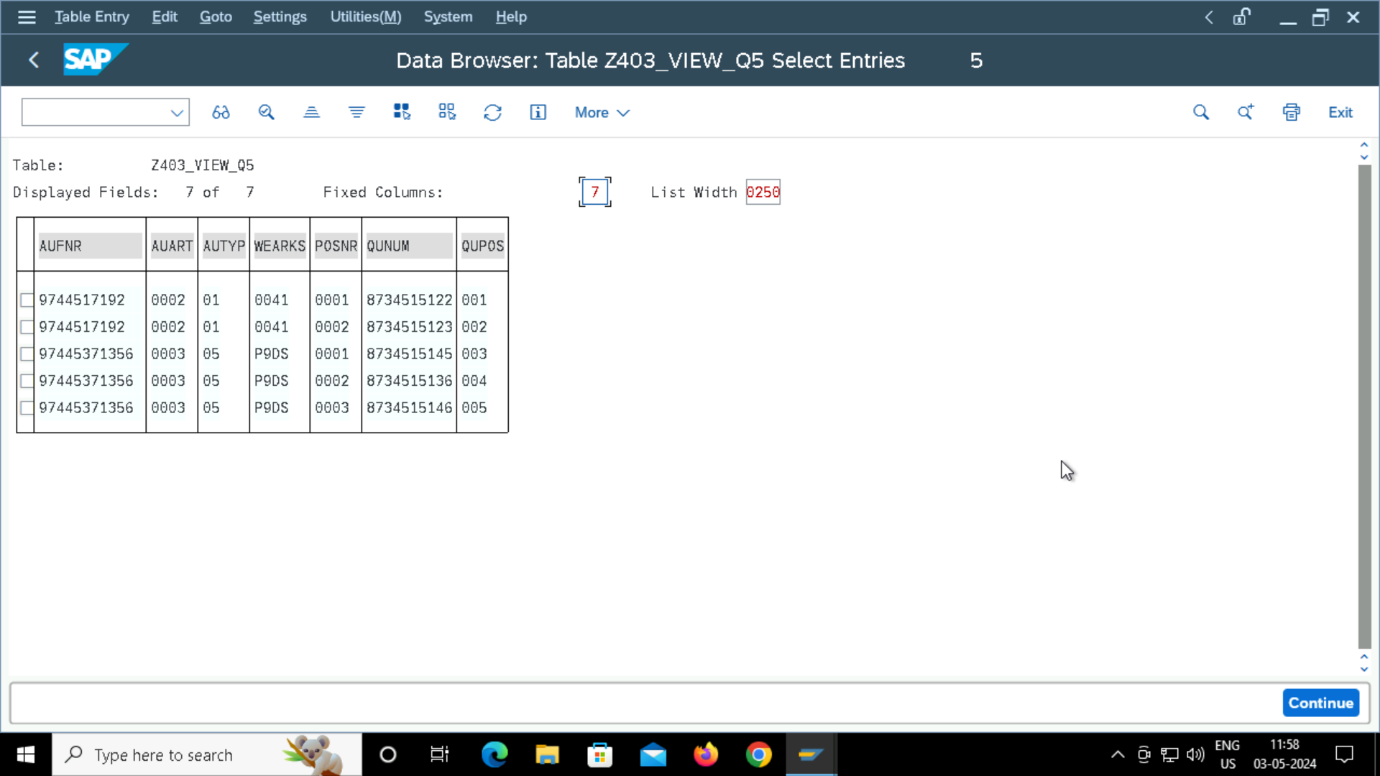 Table Entry Edit Goto Settings Utilities(M) System Help
SAP Data Browser: Table Z403_VIEW_Q5 Select Entries 5
More Exit
Table: Z403_VIEW_Q5
Displayed Fields: 7 of 7 Fixed Columns: 7 List Width 0250
AUFNR AUART AUTYP WEARKS POSNR QUNUM QUPOS
9744517192 0002 01 0041 0001 8734515122 001
9744517192 0002 01 0041 0002 8734515123 002
97445371356 0003 05 P9DS 0001 8734515145 003
97445371356 0003 05 P9DS 0002 8734515136 004
97445371356 0003 05 P9DS 0003 8734515146 005
Continue
Type here to search ENG 11:58
US 03-05-2024